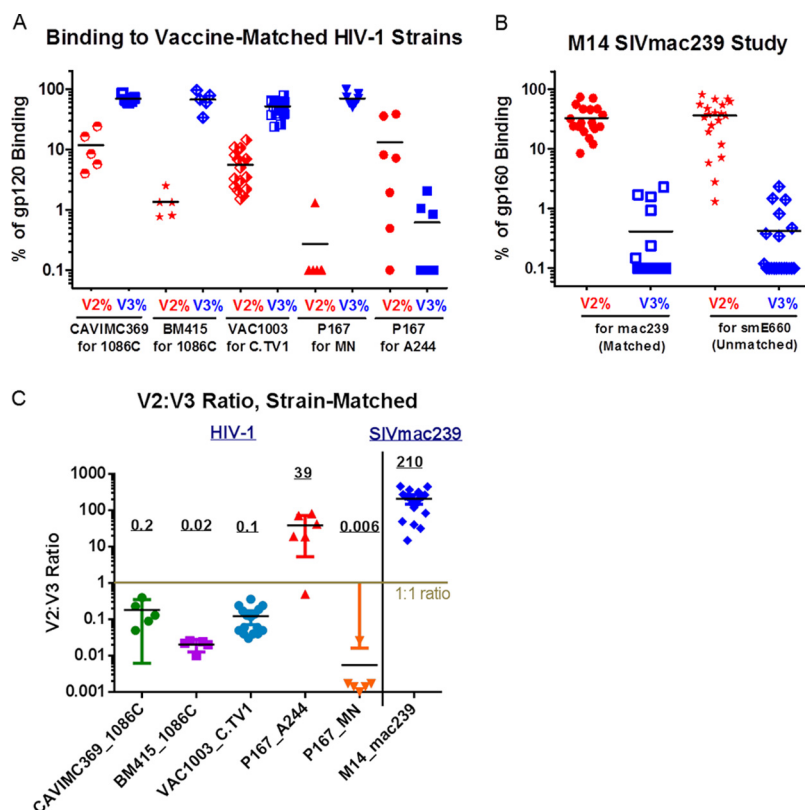 A
Binding to Vaccine-Matched HIV-1 Strains
% of gp120 Binding
100
10
1
0.1
V2% V3% V2% V3% V2% V3% V2% V3% V2% V3%
CAVIMC369 BM415 VAC1003 P167 P167
for 1086C for 1086C for C.TV1 for MN for A244
B
M14 SIVmac239 Study
% of gp160 Binding
100
10
1
0.1
V2% V3% V2% V3%
for mac239 for smE660
(Matched) (Unmatched)
C
V2:V3 Ratio, Strain-Matched
HIV-1 SIVmac239
V2:V3 Ratio
1000
100
10
1
0.1
0.01
0.001
0.2 0.02 0.1 39 0.006 210
1:1 ratio
CAVIMC369_1086C
BM415_1086C
VAC1003_C.TV1
P167_A244
P167_MN
M14_mac239